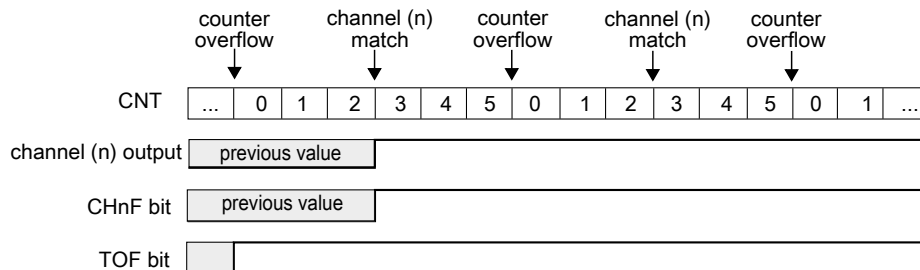 counter
overflow
channel (n)
match
counter
overflow
channel (n)
match
counter
overflow
CNT ... 0 1 2 3 4 5 0 1 2 3 4 5 0 1 ...
channel (n) output previous value
CHnF bit previous value
TOF bit